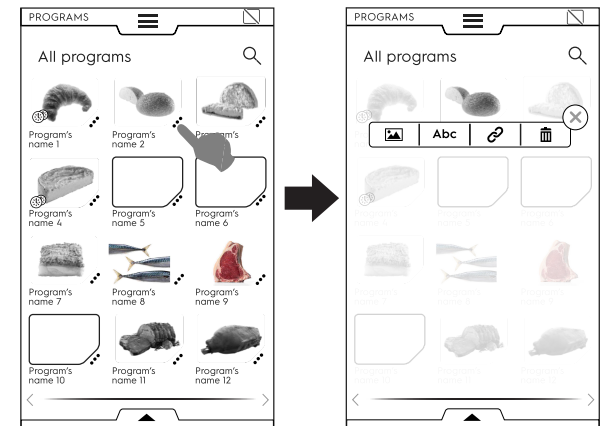 PROGRAMS
All programs
Program's
name 1
Program's
name 2
Program's
Program's
name 4
Program's
name 5
Program's
name 6
Program's
name 7
Program's
name 8
Program's
name 9
Program's
name 10
Program's
name 11
Program's
name 12
PROGRAMS
All programs
Abc